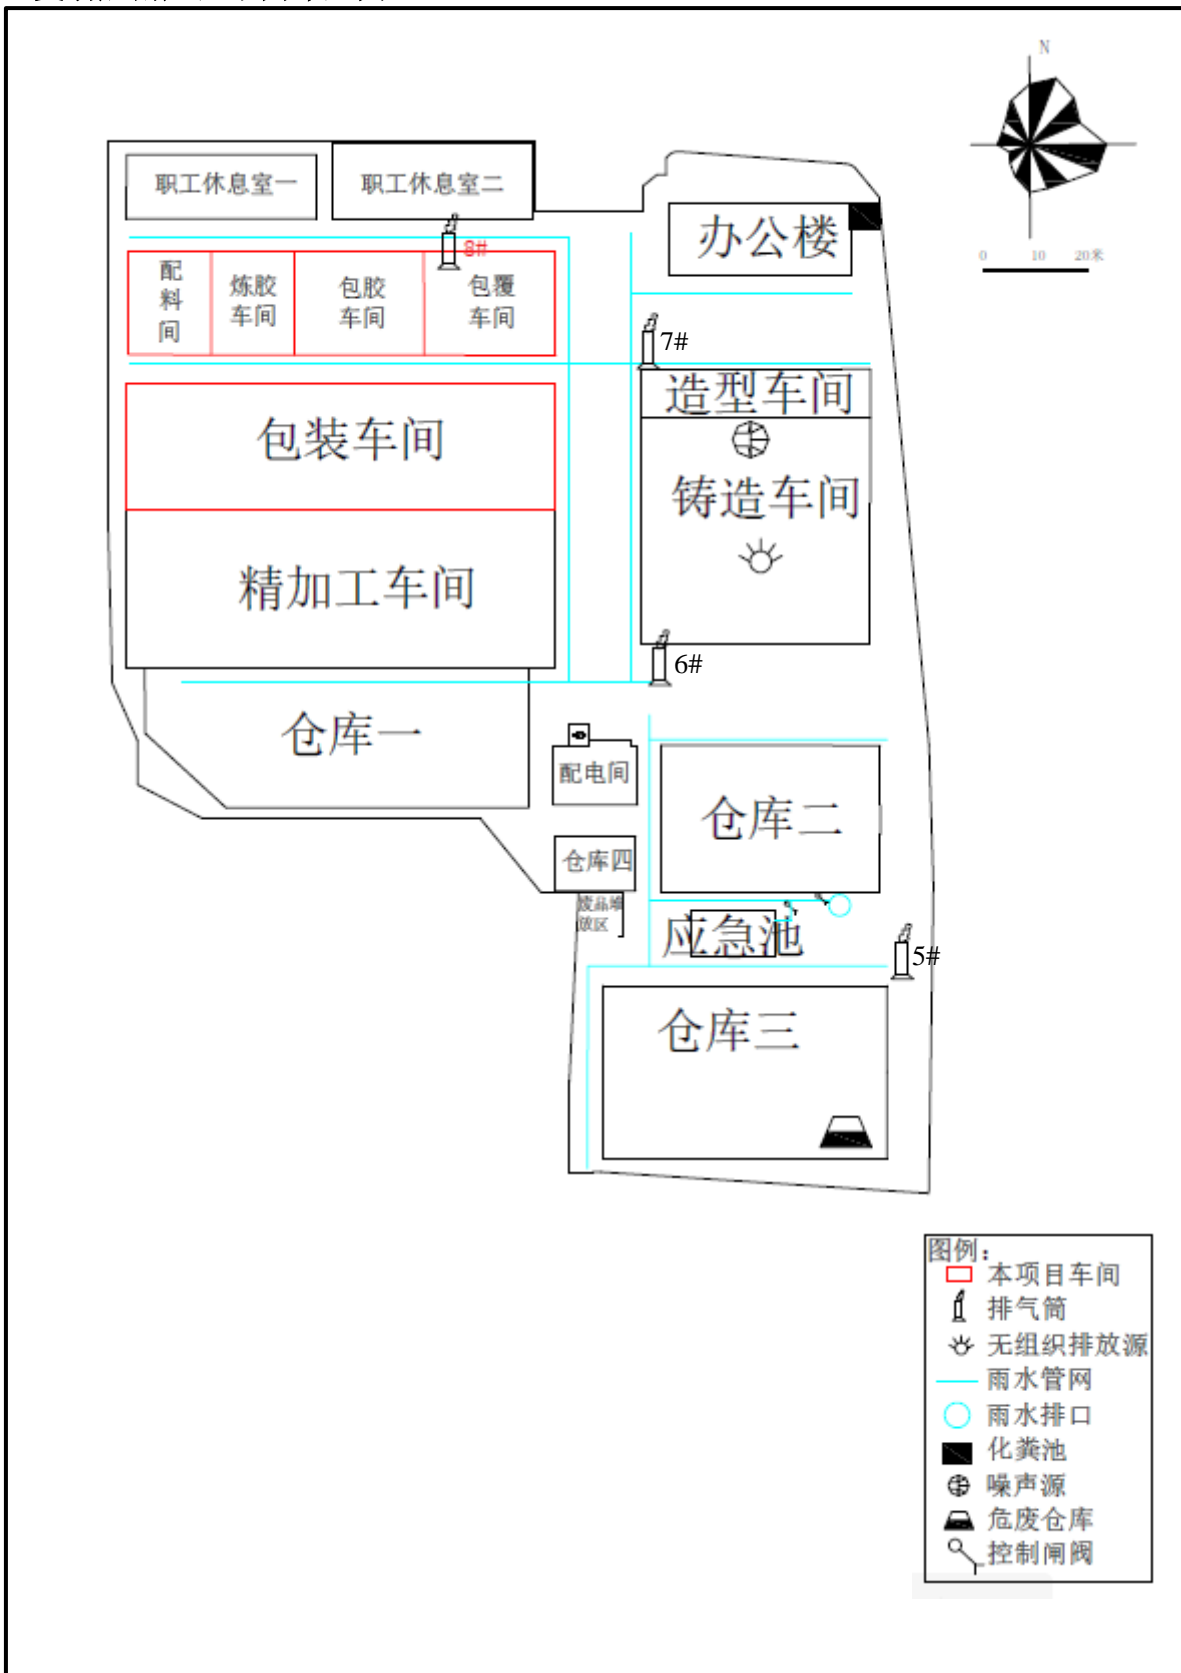 N
0 10 20米
职工休息室一
职工休息室二
办公楼
8#
配料间
炼胶车间
包胶车间
包覆车间
7#
造型车间
包装车间
铸造车间
精加工车间
6#
仓库一
配电间
仓库二
仓库四
废品堆放区
应急池
5#
仓库三
图例：
本项目车间
排气筒
无组织排放源
雨水管网
雨水排口
化粪池
噪声源
危废仓库
控制闸阀